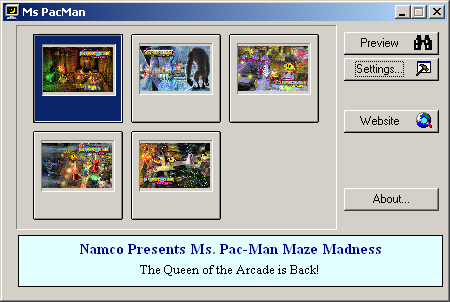 Ms PacMan
Preview
Settings...
Website
About...
Namco Presents Ms. Pac-Man Maze Madness
The Queen of the Arcade is Back!